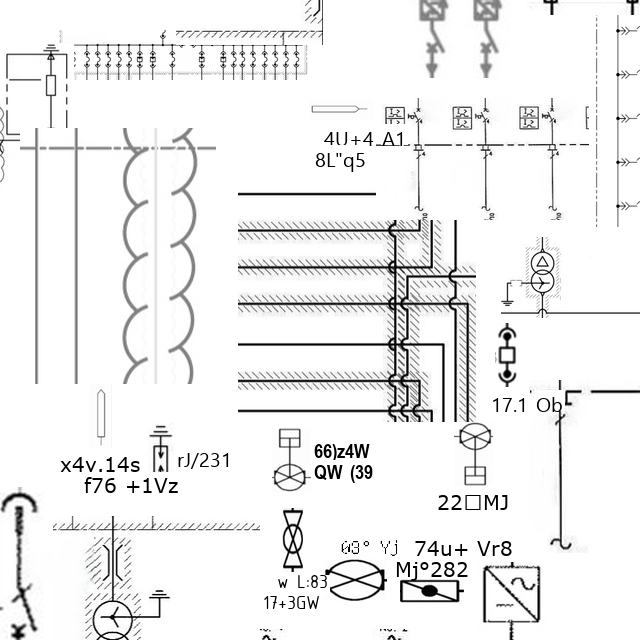 4U+4 A1
8L"q5
17.1 Ob
x4v.14s
f76 +1Vz
rJ/231
66)z4W
QW (39
22□MJ
03° Yj
74u+ Vr8
Mj°282
w L:83
17+3GW